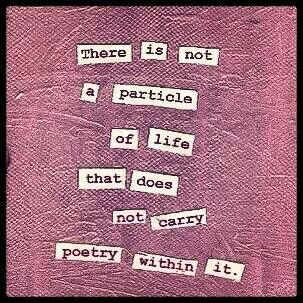 There is not
a particle
of life
that does
not carry
poetry within it.